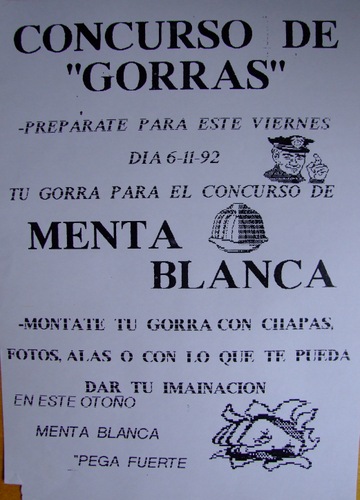 CONCURSO DE
"GORRAS"
-PREPÁRATE PARA ESTE VIERNES
DIA 6-11-92
TU GORRA PARA EL CONCURSO DE
MENTA
BLANCA
-MONTATE TU GORRA CON CHAPAS,
FOTOS, ALAS O CON LO QUE TE PUEDA
DAR TU IMAINACION
EN ESTE OTOÑO
MENTA BLANCA
"PEGA FUERTE